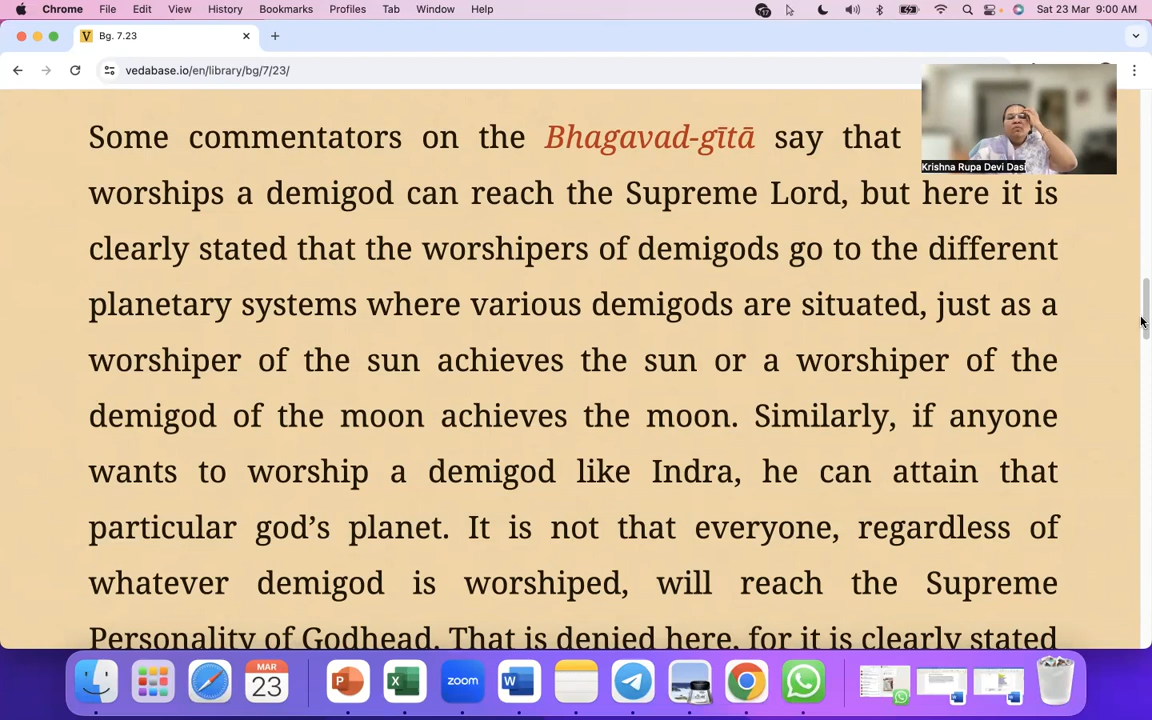 Chrome File Edit View History Bookmarks Profiles Tab Window Help Sat 23 Mar 9:00 AM
Bg. 7.23
vedabase.io/en/library/bg/7/23/
Some commentators on the Bhagavad-gītā say that
Krishna Rupa Devi Dasi
worships a demigod can reach the Supreme Lord, but here it is
clearly stated that the worshipers of demigods go to the different
planetary systems where various demigods are situated, just as a
worshiper of the sun achieves the sun or a worshiper of the
demigod of the moon achieves the moon. Similarly, if anyone
wants to worship a demigod like Indra, he can attain that
particular god’s planet. It is not that everyone, regardless of
whatever demigod is worshiped, will reach the Supreme
Personality of Godhead. That is denied here, for it is clearly stated
MAR
23
zoom